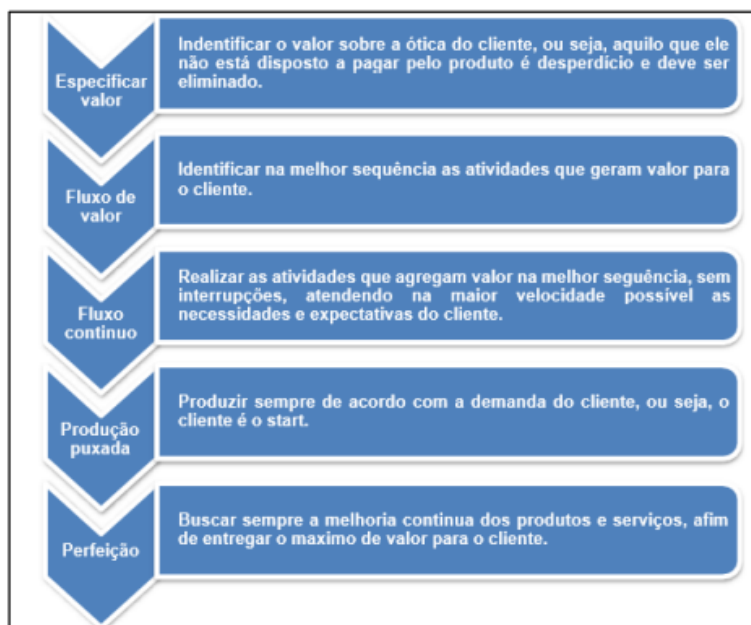 Especificar
valor
Indentificar o valor sobre a ótica do cliente, ou seja, aquilo que ele
não está disposto a pagar pelo produto é desperdício e deve ser
eliminado.
Fluxo de
valor
Identificar na melhor sequência as atividades que geram valor para
o cliente.
Fluxo
continuo
Realizar as atividades que agregam valor na melhor seguência, sem
interrupções, atendendo na maior velocidade possível as
necessidades e expectativas do cliente.
Produção
puxada
Produzir sempre de acordo com a demanda do cliente, ou seja, o
cliente é o start.
Perfeição
Buscar sempre a melhoria continua dos produtos e serviços, afim
de entregar o maximo de valor para o cliente.